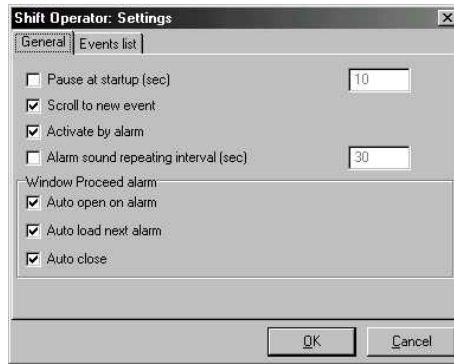 Shift Operator: Settings
General Events list
Pause at startup (sec) 10
Scroll to new event
Activate by alarm
Alarm sound repeating interval (sec) 30
Window Proceed alarm
Auto open on alarm
Auto load next alarm
Auto close
OK Cancel